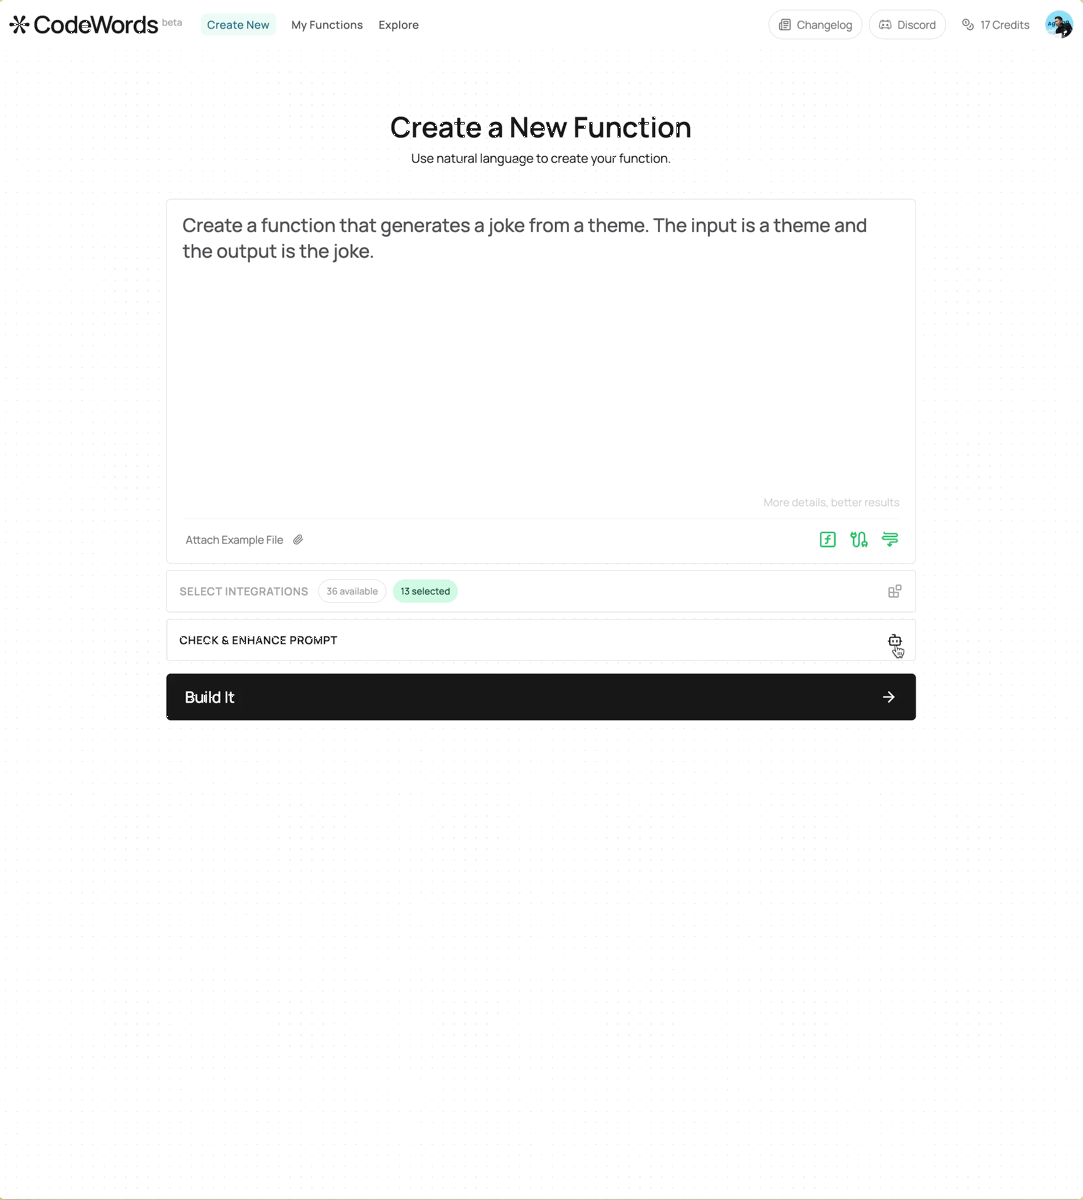 CodeWords beta Create New My Functions Explore Changelog Discord 17 Credits
Create a New Function
Use natural language to create your function.
Create a function that generates a joke from a theme. The input is a theme and
the output is the joke.
More details, better results
Attach Example File
SELECT INTEGRATIONS 36 available 13 selected
CHECK & ENHANCE PROMPT
Build It